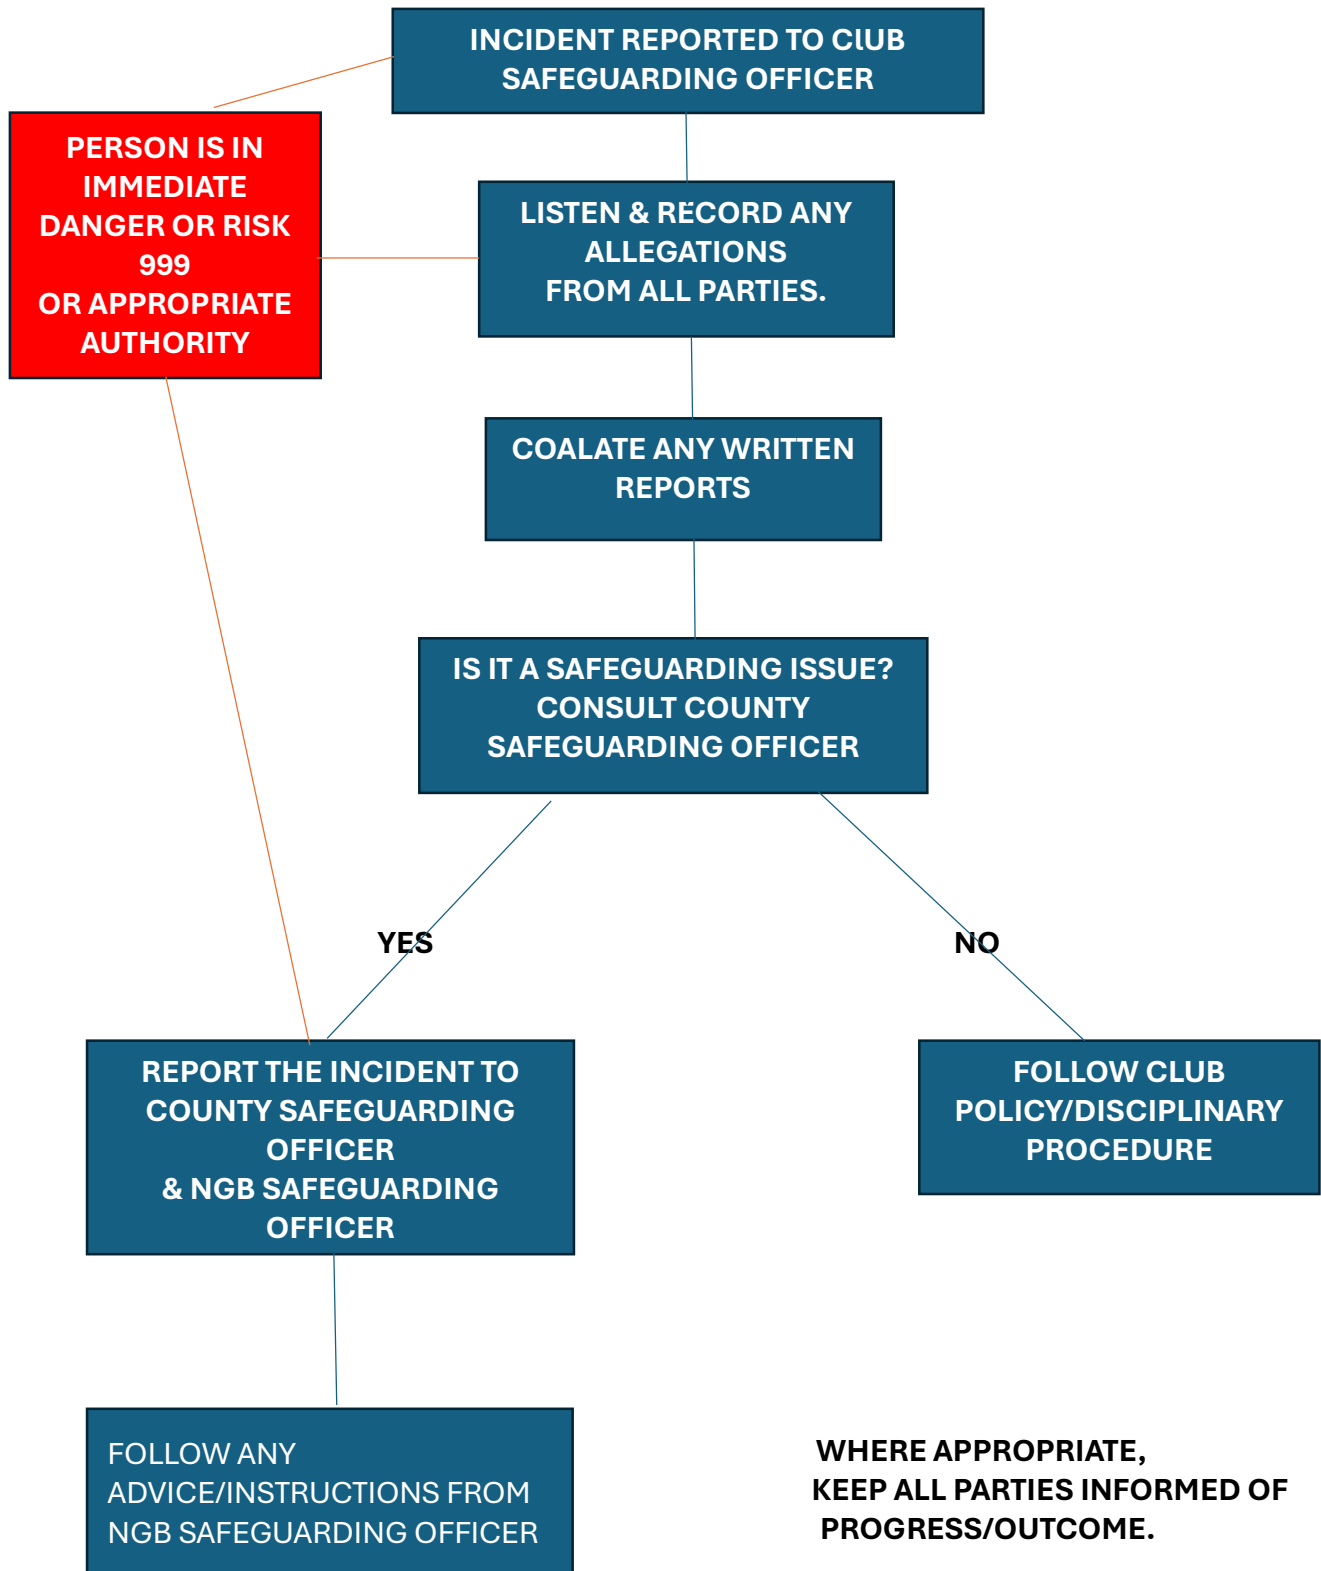 INCIDENT REPORTED TO ClUB
SAFEGUARDING OFFICER
PERSON IS IN
IMMEDIATE
DANGER OR RISK
999
OR APPROPRIATE
AUTHORITY
LISTEN & RECORD ANY
ALLEGATIONS
FROM ALL PARTIES.
COALATE ANY WRITTEN
REPORTS
IS IT A SAFEGUARDING ISSUE?
CONSULT COUNTY
SAFEGUARDING OFFICER
YES
NO
REPORT THE INCIDENT TO
COUNTY SAFEGUARDING
OFFICER
& NGB SAFEGUARDING
OFFICER
FOLLOW CLUB
POLICY/DISCIPLINARY
PROCEDURE
FOLLOW ANY
ADVICE/INSTRUCTIONS FROM
NGB SAFEGUARDING OFFICER
WHERE APPROPRIATE,
KEEP ALL PARTIES INFORMED OF
PROGRESS/OUTCOME.